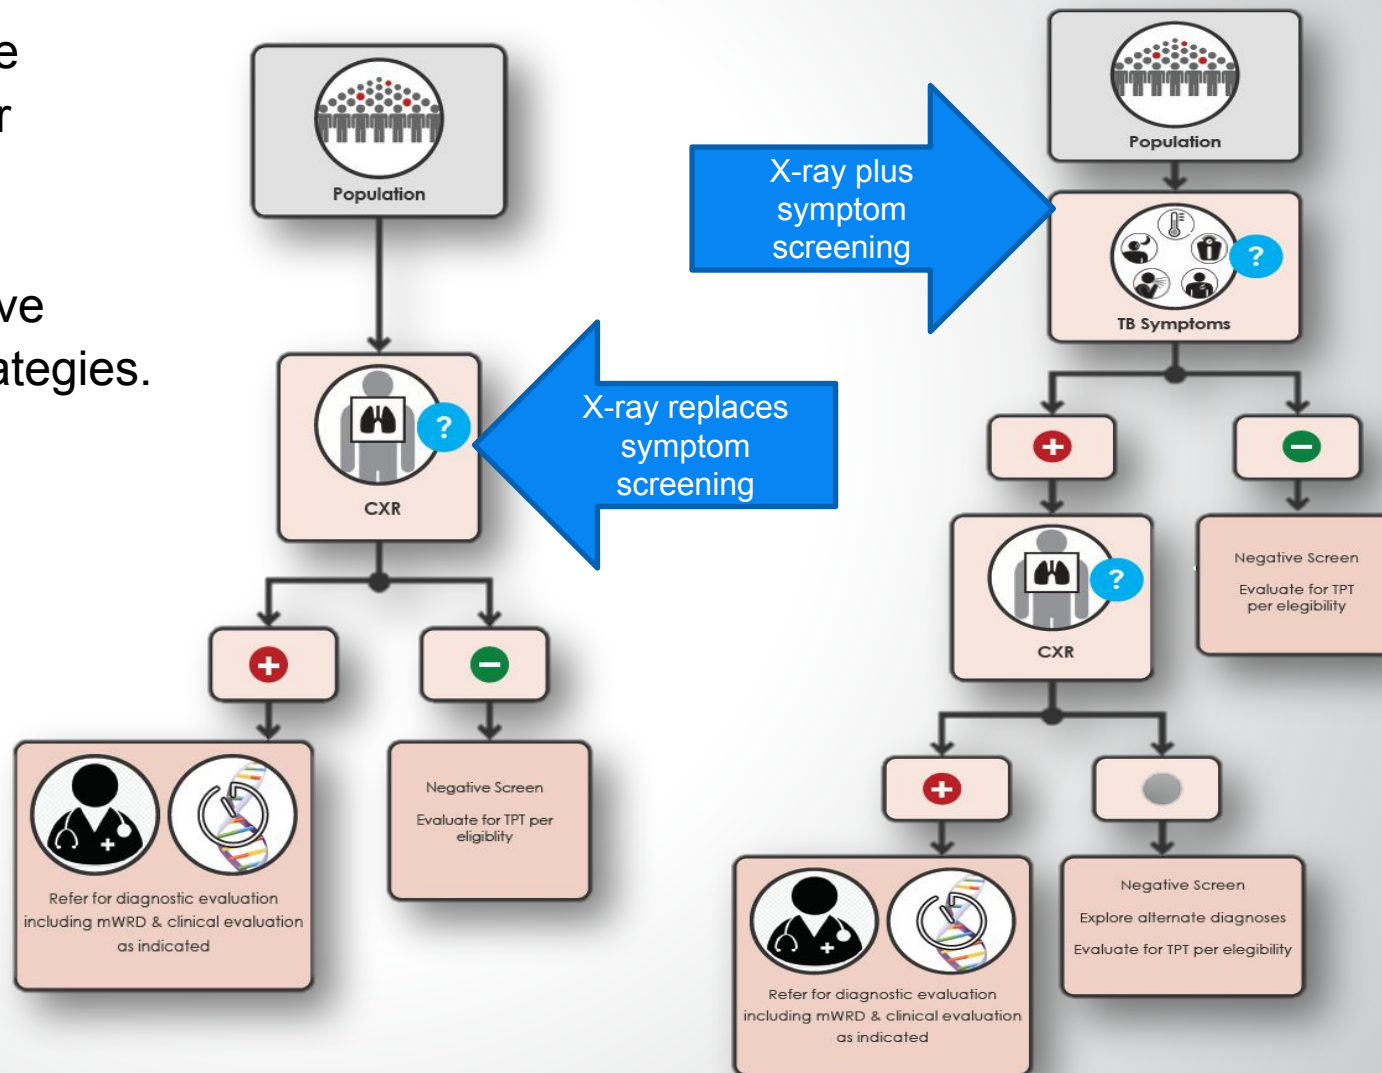 e
r
ve
ategies.
Population
CXR
?
+
−
Refer for diagnostic evaluation
including mWRD & clinical evaluation
as indicated
Negative Screen
Evaluate for TPT per
eligiblity
X-ray replaces
symptom
screening
X-ray plus
symptom
screening
Population
TB Symptoms
?
+
−
CXR
?
Negative Screen
Evaluate for TPT
per elegibility
+
Refer for diagnostic evaluation
including mWRD & clinical evaluation
as indicated
Negative Screen
Explore alternate diagnoses
Evaluate for TPT per elegibility